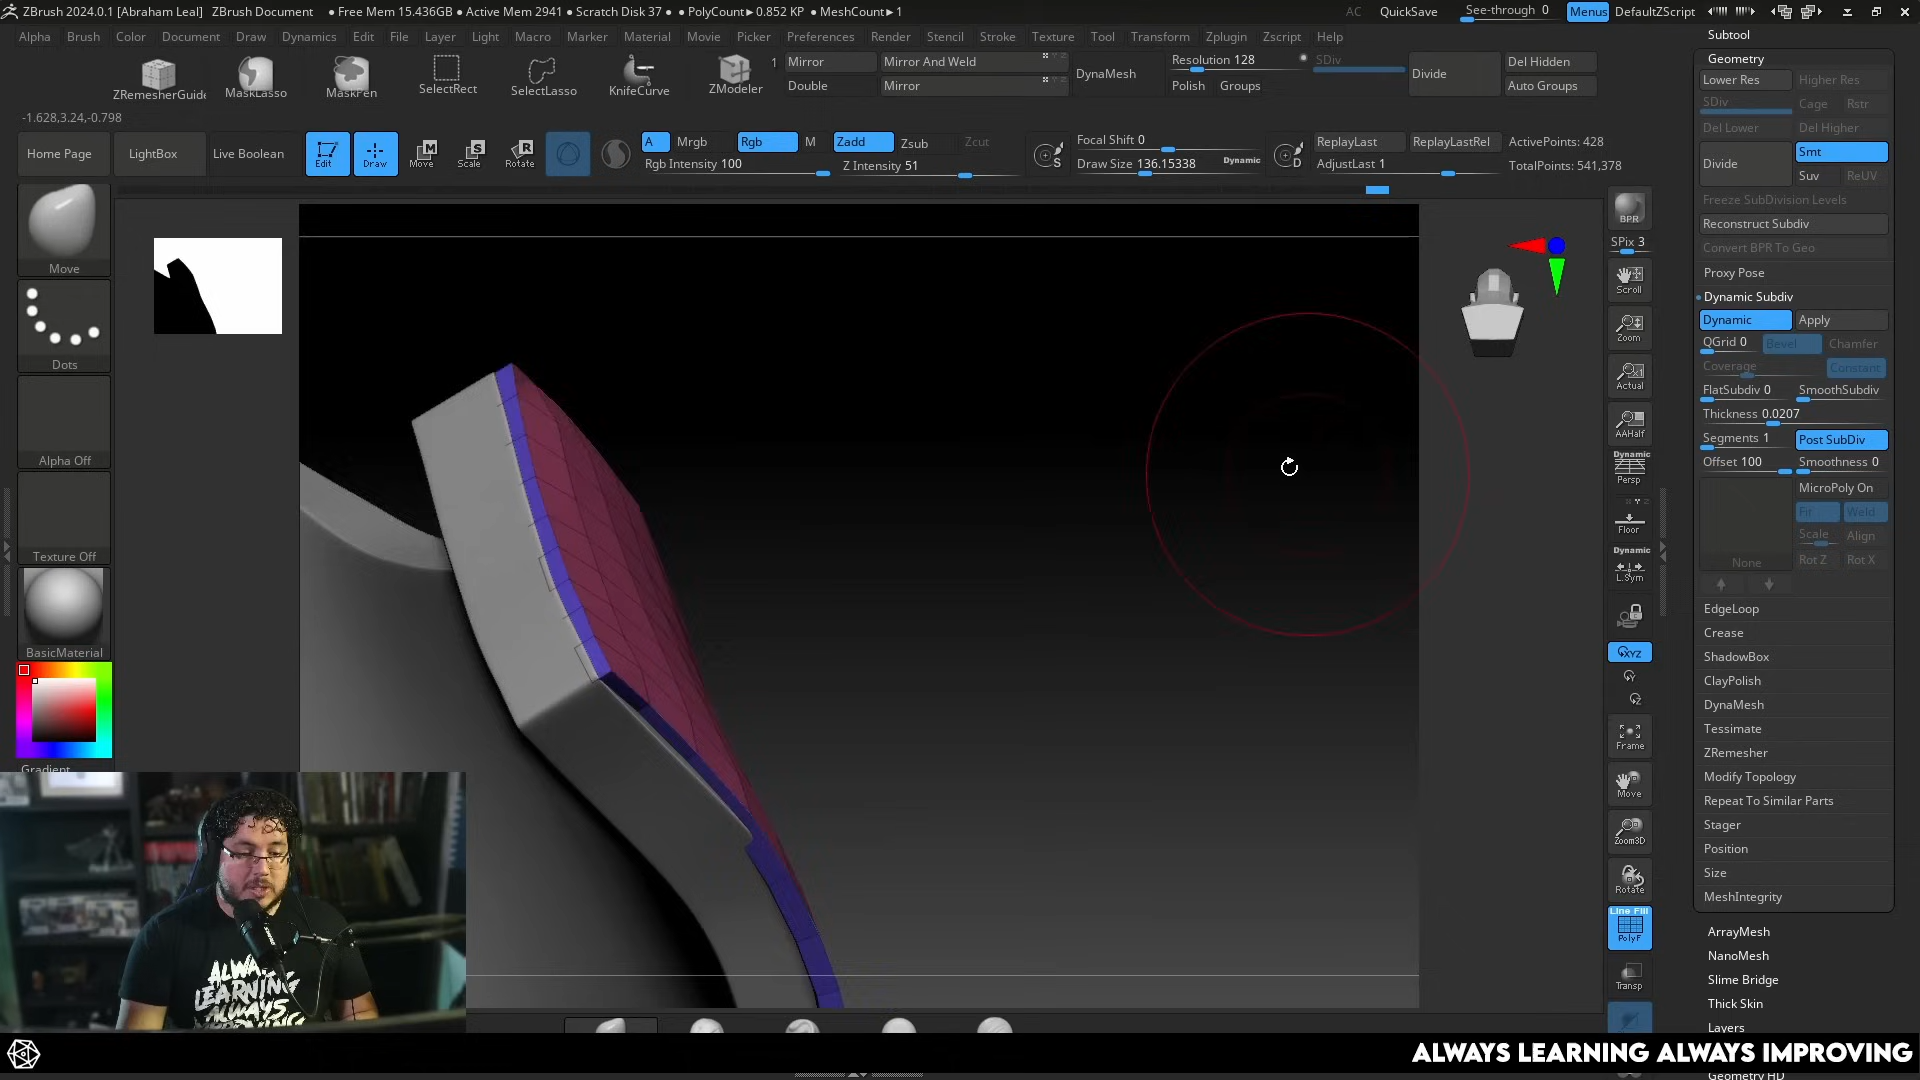 ZBrush 2024.0.1 [Abraham Leal] ZBrush Document • Free Mem 15.436GB • Active Mem 2941 • Scratch Disk 37 • PolyCount► 0.852 KP • MeshCount► 1 AC QuickSave See-through 0 Menus DefaultZScript
Alpha Brush Color Document Draw Dynamics Edit File Layer Light Macro Marker Material Movie Picker Preferences Render Stencil Stroke Texture Tool Transform Zplugin Zscript Help
ZRemesherGuide MaskLasso MaskPen SelectRect SelectLasso KnifeCurve ZModeler 1
Mirror Mirror And Weld DynaMesh Resolution 128 SDiv Divide Del Hidden
Double Mirror Polish Groups Auto Groups
-1.628,3.24,-0.798
Home Page LightBox Live Boolean Edit Draw Move Scale Rotate
A Mrgb Rgb M Zadd Zsub Zcut Focal Shift 0 ReplayLast ReplayLastRel ActivePoints: 428
Rgb Intensity 100 Z Intensity 51 S Draw Size 136.15338 Dynamic D AdjustLast 1 TotalPoints: 541,378
Move
Dots
Alpha Off
Texture Off
BasicMaterial
Gradient
BPR
SPix 3
Scroll
Zoom
Actual
AAHalf
Dynamic
Persp
Floor
Dynamic
L.Sym
XYZ
Frame
Move
Zoom3D
Rotate
Line Fill
PolyF
Transp
Subtool
Geometry
Lower Res Higher Res
SDiv Cage Rstr
Del Lower Del Higher
Divide Smt
Suv ReUV
Freeze SubDivision Levels
Reconstruct Subdiv
Convert BPR To Geo
Proxy Pose
Dynamic Subdiv
Dynamic Apply
QGrid 0 Bevel Chamfer
Coverage Constant
FlatSubdiv 0 SmoothSubdiv
Thickness 0.0207
Segments 1 Post SubDiv
Offset 100 Smoothness 0
MicroPoly On
Fit Weld
Scale Align
None Rot Z Rot X
EdgeLoop
Crease
ShadowBox
ClayPolish
DynaMesh
Tessimate
ZRemesher
Modify Topology
Repeat To Similar Parts
Stager
Position
Size
MeshIntegrity
ArrayMesh
NanoMesh
Slime Bridge
Thick Skin
Layers
Geometry HD
LEARNING
ALWAYS LEARNING ALWAYS IMPROVING